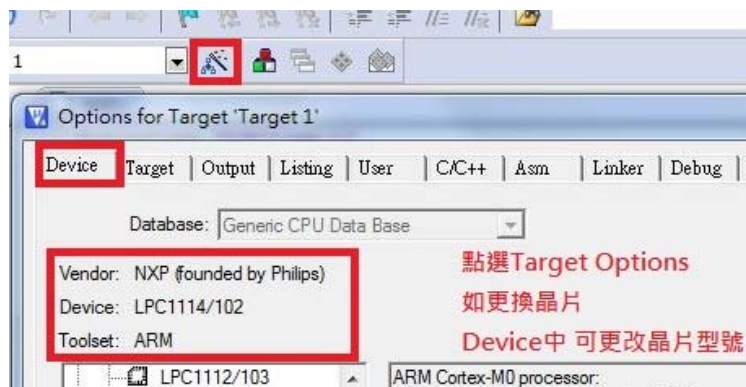 1
Options for Target 'Target 1'
Device Target Output Listing User C/C++ Asm Linker Debug
Database: Generic CPU Data Base
Vendor: NXP (founded by Philips)
點選Target Options
Device: LPC1114/102
如更換晶片
Toolset: ARM
Device中 可更改晶片型號
LPC1112/103
ARM Cortex-M0 processor: